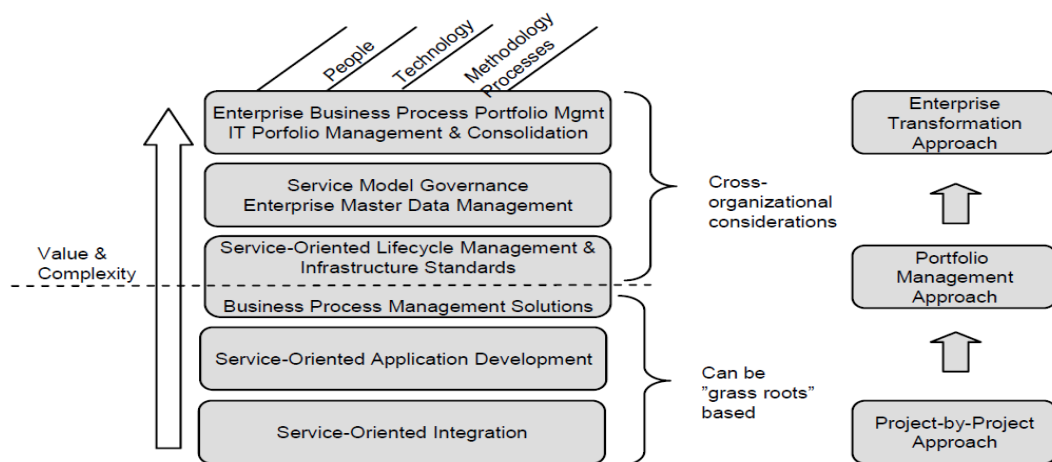 People
Technology
Methodology
Processes
Enterprise Business Process Portfolio Mgmt
IT Porfolio Management & Consolidation
Service Model Governance
Enterprise Master Data Management
Service-Oriented Lifecycle Management &
Infrastructure Standards
Business Process Management Solutions
Service-Oriented Application Development
Service-Oriented Integration
Value &
Complexity
Cross-
organizational
considerations
Can be
"grass roots"
based
Enterprise
Transformation
Approach
Portfolio
Management
Approach
Project-by-Project
Approach